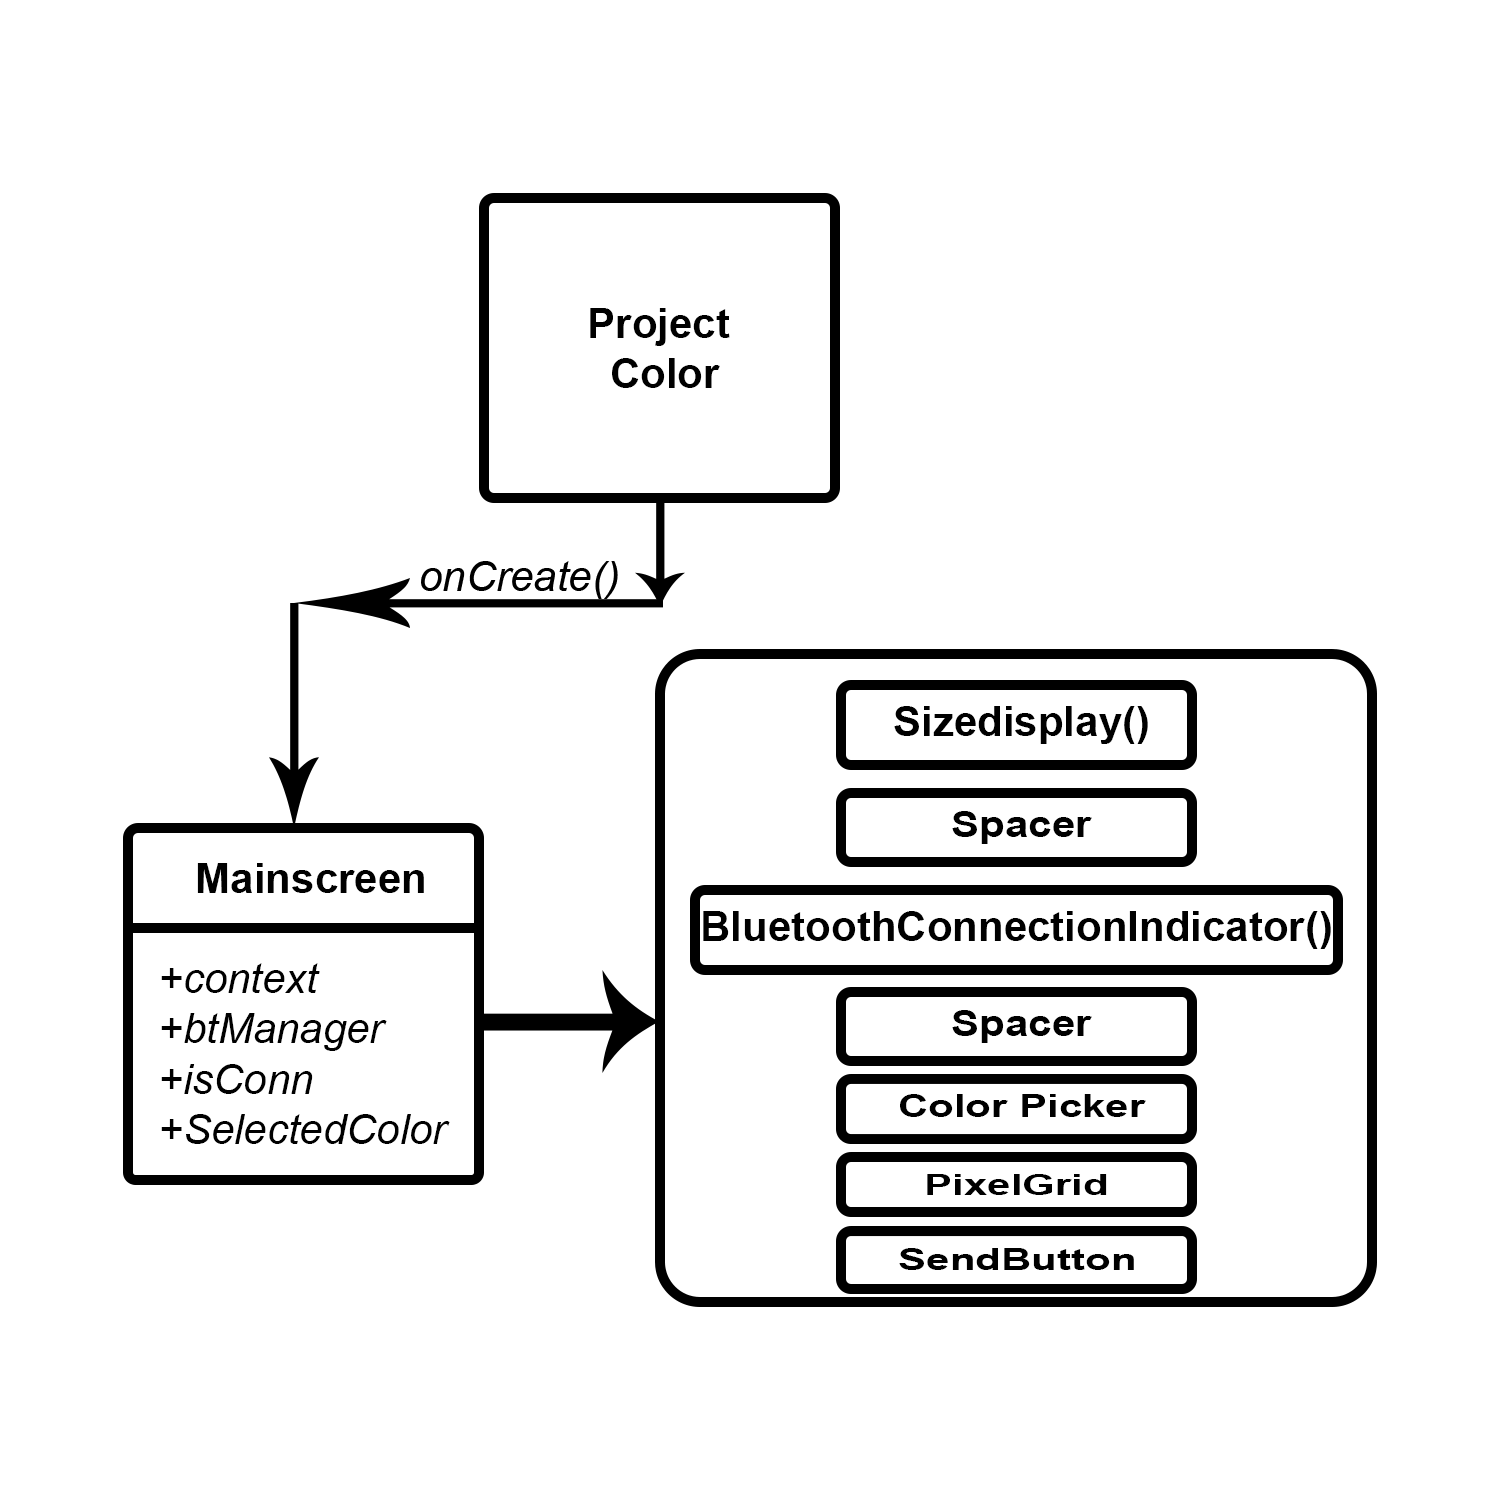 Project
Color
onCreate()
Mainscreen
+context
+btManager
+isConn
+SelectedColor
Sizedisplay()
Spacer
BluetoothConnectionIndicator()
Spacer
Color Picker
PixelGrid
SendButton